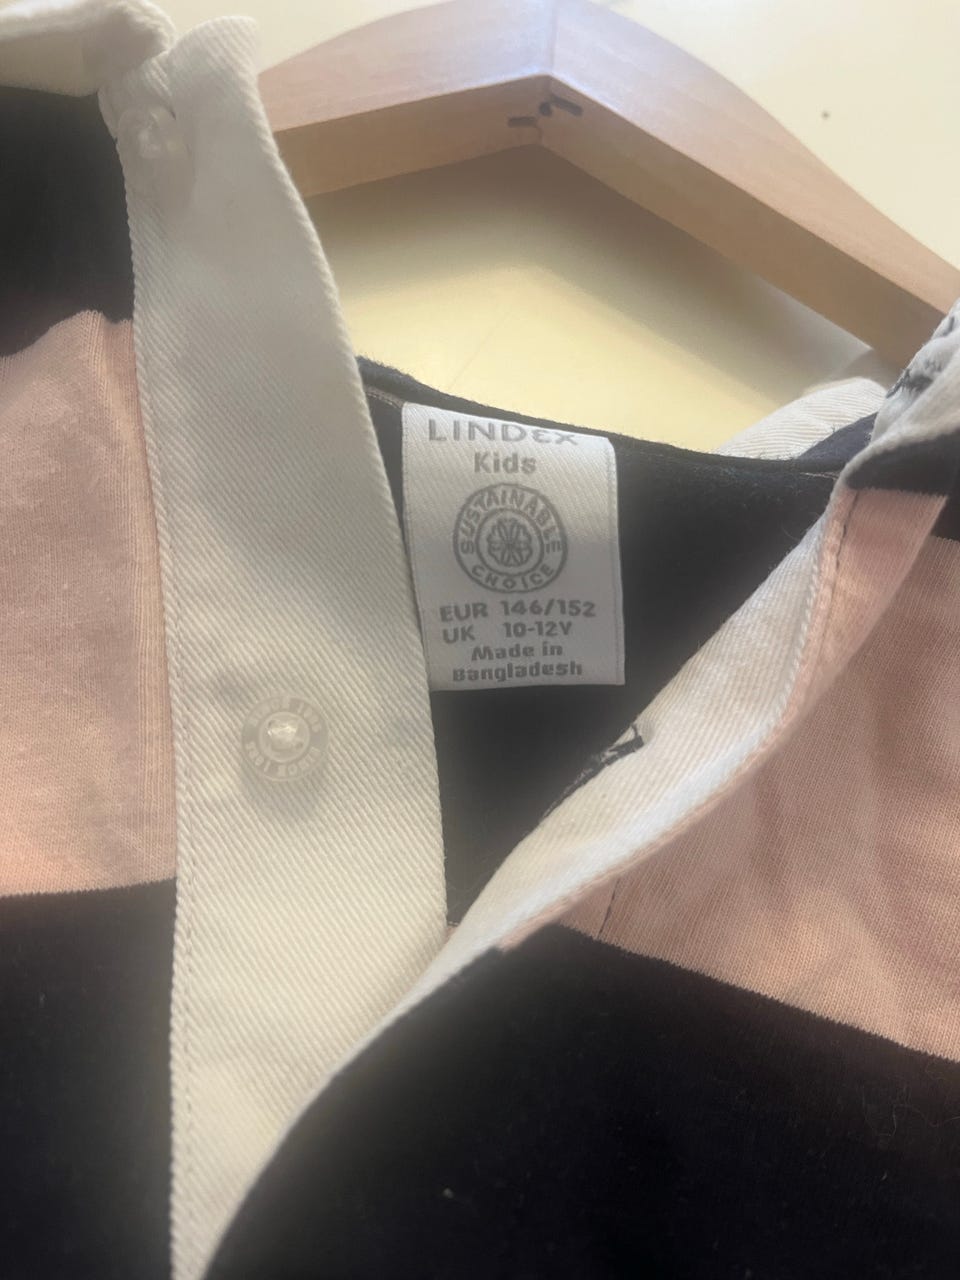 LINDEX
Kids
SUSTAINABLE
CHOICE
EUR 146/152
UK 10-12Y
Made in
Bangladesh